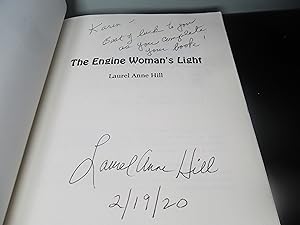 Karen –
Best of luck to you
as you complete
your book!
The Engine Woman's Light
Laurel Anne Hill
Laurel Anne Hill
2/19/20